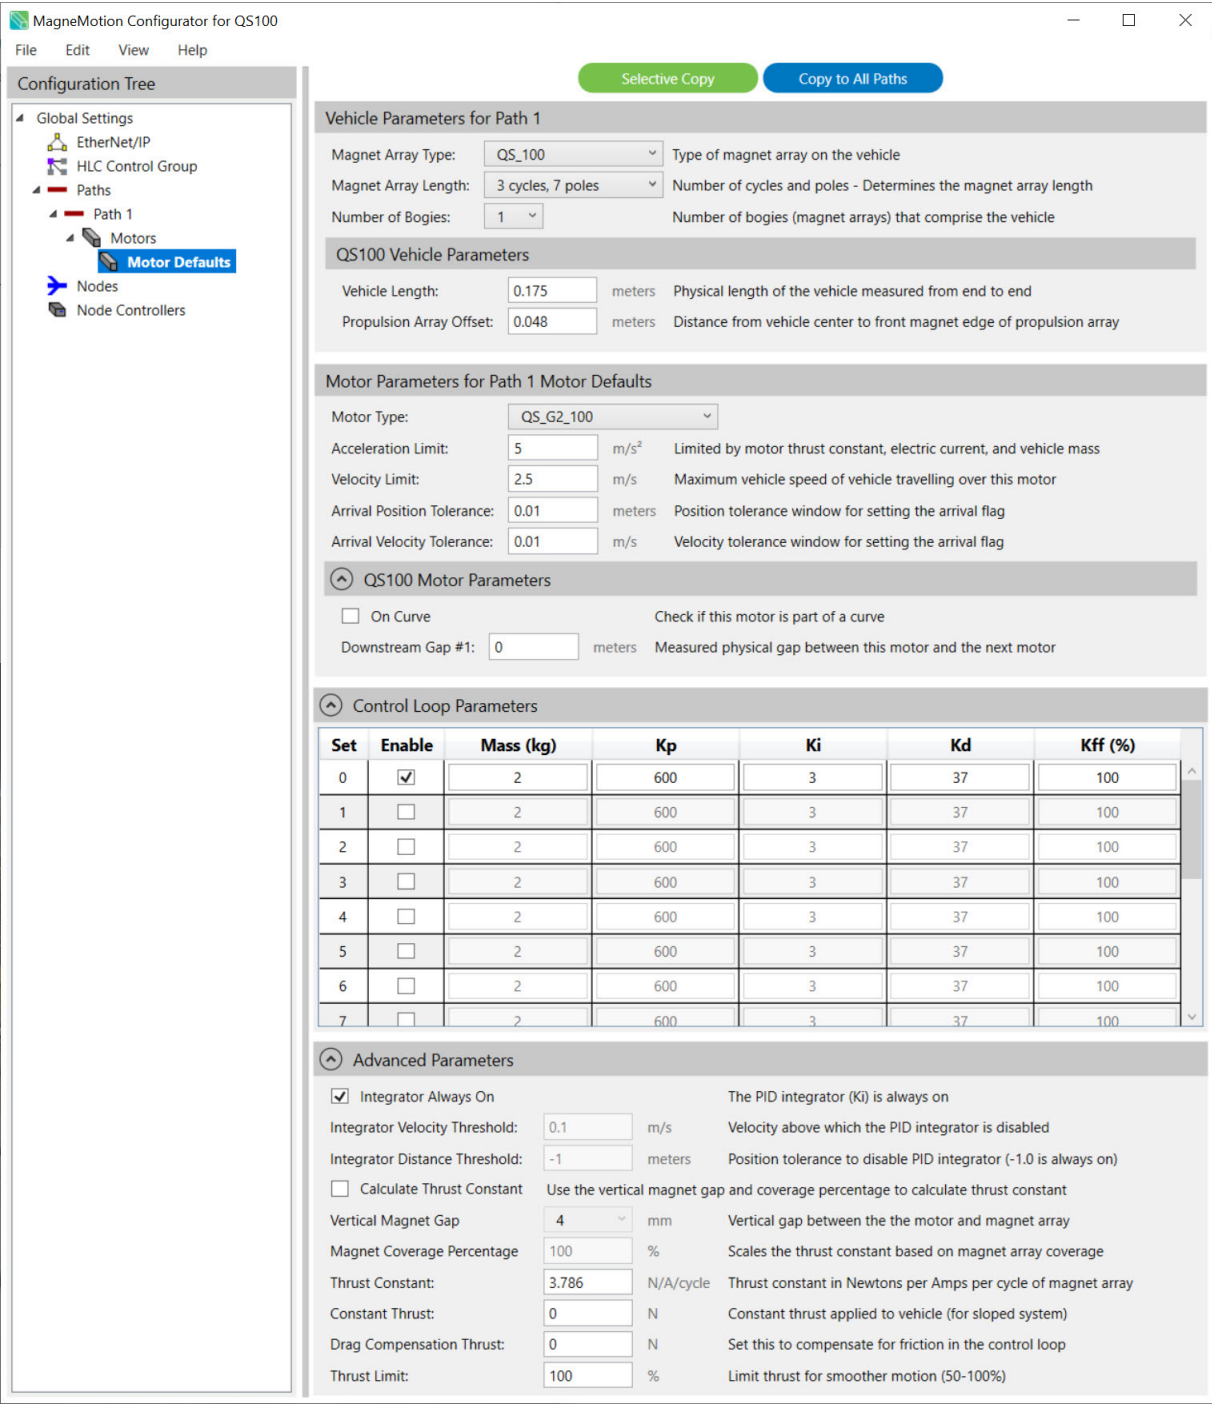 MagneMotion Configurator for QS100
File Edit View Help
Configuration Tree
Global Settings
EtherNet/IP
HLC Control Group
Paths
Path 1
Motors
Motor Defaults
Nodes
Node Controllers
Selective Copy Copy to All Paths
Vehicle Parameters for Path 1
Magnet Array Type: QS_100 Type of magnet array on the vehicle
Magnet Array Length: 3 cycles, 7 poles Number of cycles and poles - Determines the magnet array length
Number of Bogies: 1 Number of bogies (magnet arrays) that comprise the vehicle
QS100 Vehicle Parameters
Vehicle Length: 0.175 meters Physical length of the vehicle measured from end to end
Propulsion Array Offset: 0.048 meters Distance from vehicle center to front magnet edge of propulsion array
Motor Parameters for Path 1 Motor Defaults
Motor Type: QS_G2_100
Acceleration Limit: 5 m/s² Limited by motor thrust constant, electric current, and vehicle mass
Velocity Limit: 2.5 m/s Maximum vehicle speed of vehicle travelling over this motor
Arrival Position Tolerance: 0.01 meters Position tolerance window for setting the arrival flag
Arrival Velocity Tolerance: 0.01 m/s Velocity tolerance window for setting the arrival flag
QS100 Motor Parameters
On Curve Check if this motor is part of a curve
Downstream Gap #1: 0 meters Measured physical gap between this motor and the next motor
Control Loop Parameters
Set Enable Mass (kg) Kp Ki Kd Kff (%)
0 2 600 3 37 100
1 2 600 3 37 100
2 2 600 3 37 100
3 2 600 3 37 100
4 2 600 3 37 100
5 2 600 3 37 100
6 2 600 3 37 100
7 2 600 3 37 100
Advanced Parameters
Integrator Always On The PID integrator (Ki) is always on
Integrator Velocity Threshold: 0.1 m/s Velocity above which the PID integrator is disabled
Integrator Distance Threshold: -1 meters Position tolerance to disable PID integrator (-1.0 is always on)
Calculate Thrust Constant Use the vertical magnet gap and coverage percentage to calculate thrust constant
Vertical Magnet Gap 4 mm Vertical gap between the the motor and magnet array
Magnet Coverage Percentage 100 % Scales the thrust constant based on magnet array coverage
Thrust Constant: 3.786 N/A/cycle Thrust constant in Newtons per Amps per cycle of magnet array
Constant Thrust: 0 N Constant thrust applied to vehicle (for sloped system)
Drag Compensation Thrust: 0 N Set this to compensate for friction in the control loop
Thrust Limit: 100 % Limit thrust for smoother motion (50-100%)